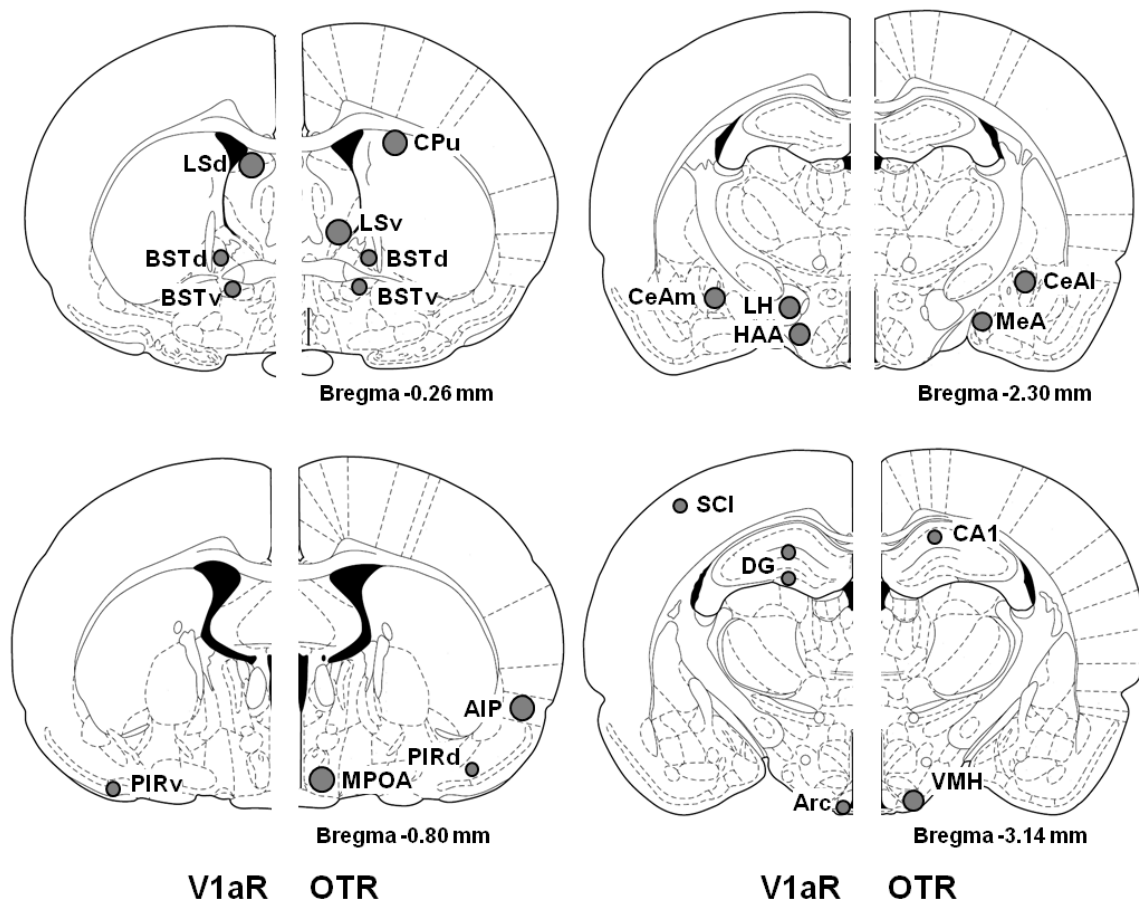 LSd
CPu
LSv
BSTd
BSTd
BSTv
BSTv
Bregma -0.26 mm
CeAm
LH
HAA
CeAl
MeA
Bregma -2.30 mm
AIP
PIRd
PIRv
MPOA
Bregma -0.80 mm
SCI
CA1
DG
VMH
Arc
Bregma -3.14 mm
V1aR OTR
V1aR OTR